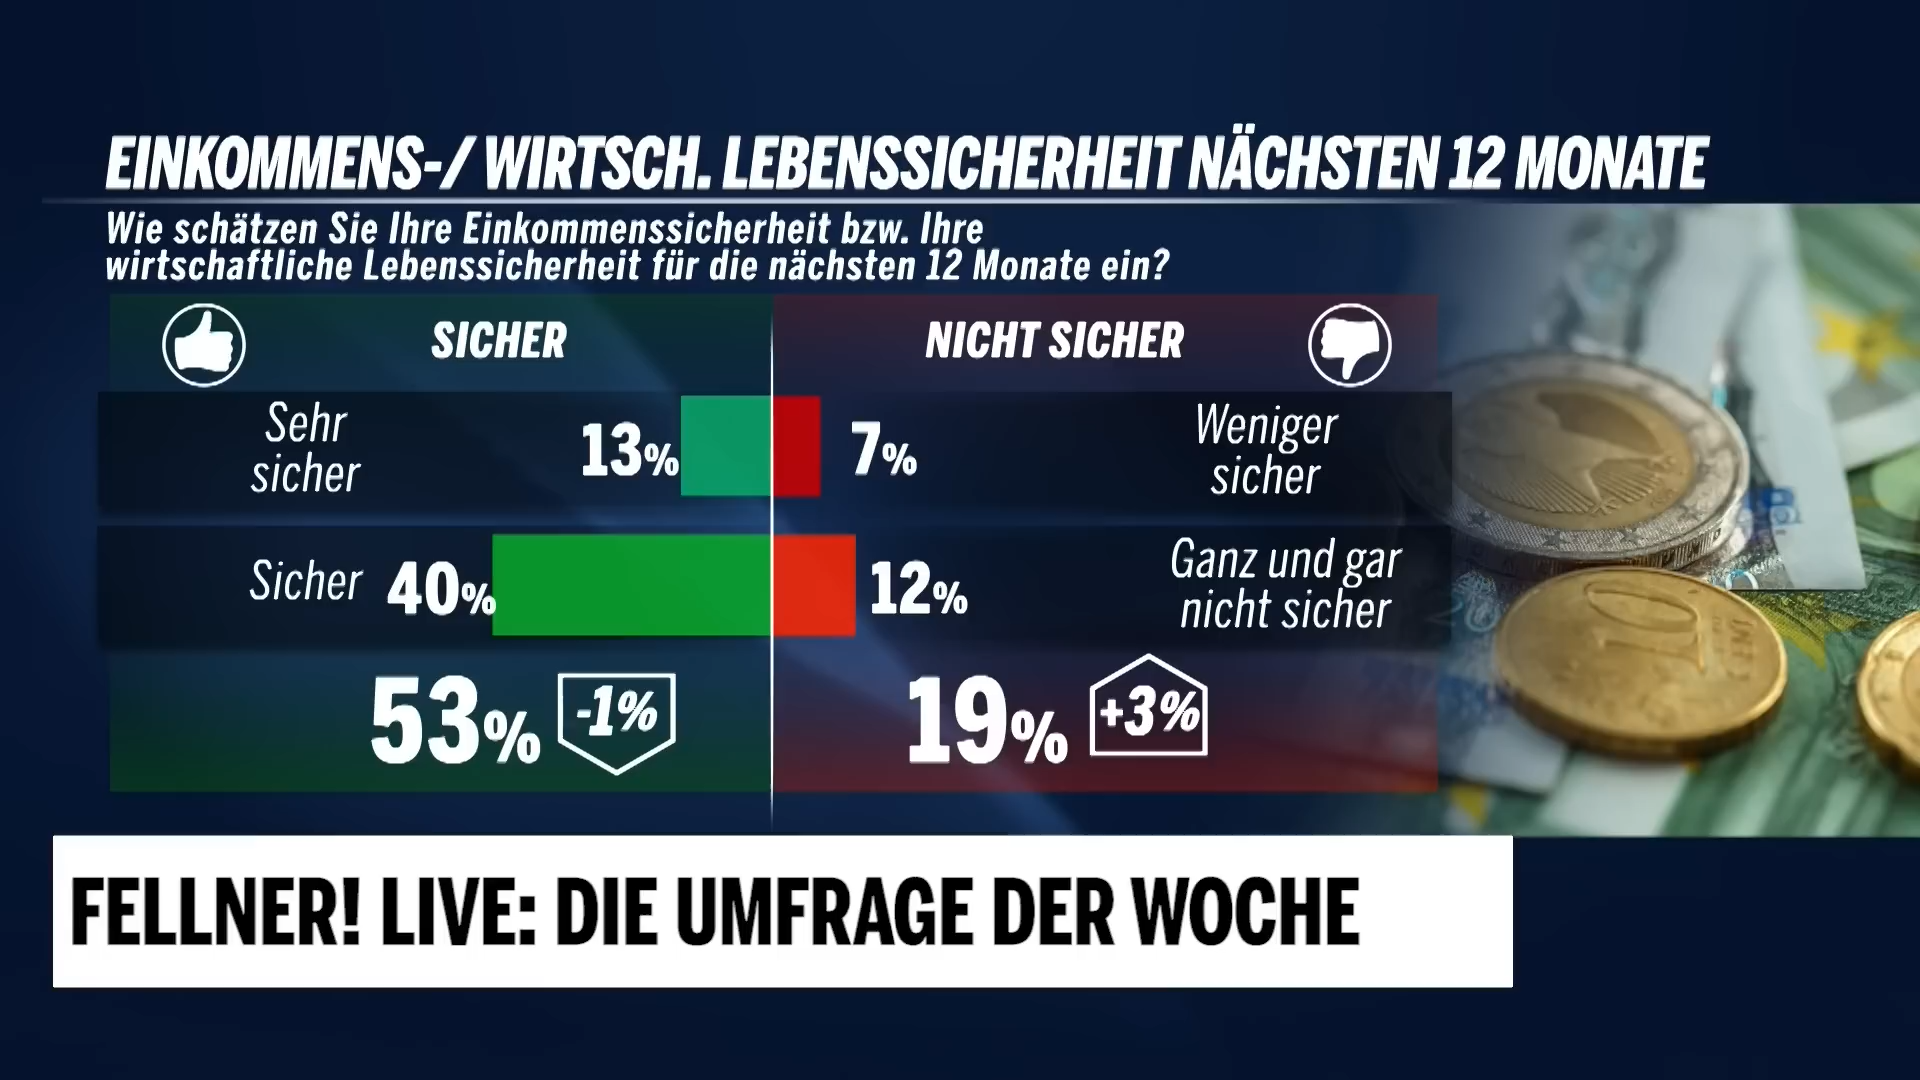 EINKOMMENS-/ WIRTSCH. LEBENSSICHERHEIT NÄCHSTEN 12 MONATE
Wie schätzen Sie Ihre Einkommenssicherheit bzw. Ihre
wirtschaftliche Lebenssicherheit für die nächsten 12 Monate ein?
SICHER
NICHT SICHER
Sehr
sicher
13%
7%
Weniger
sicher
Sicher
40%
12%
Ganz und gar
nicht sicher
53%
-1%
19%
+3%
10
FELLNER! LIVE: DIE UMFRAGE DER WOCHE